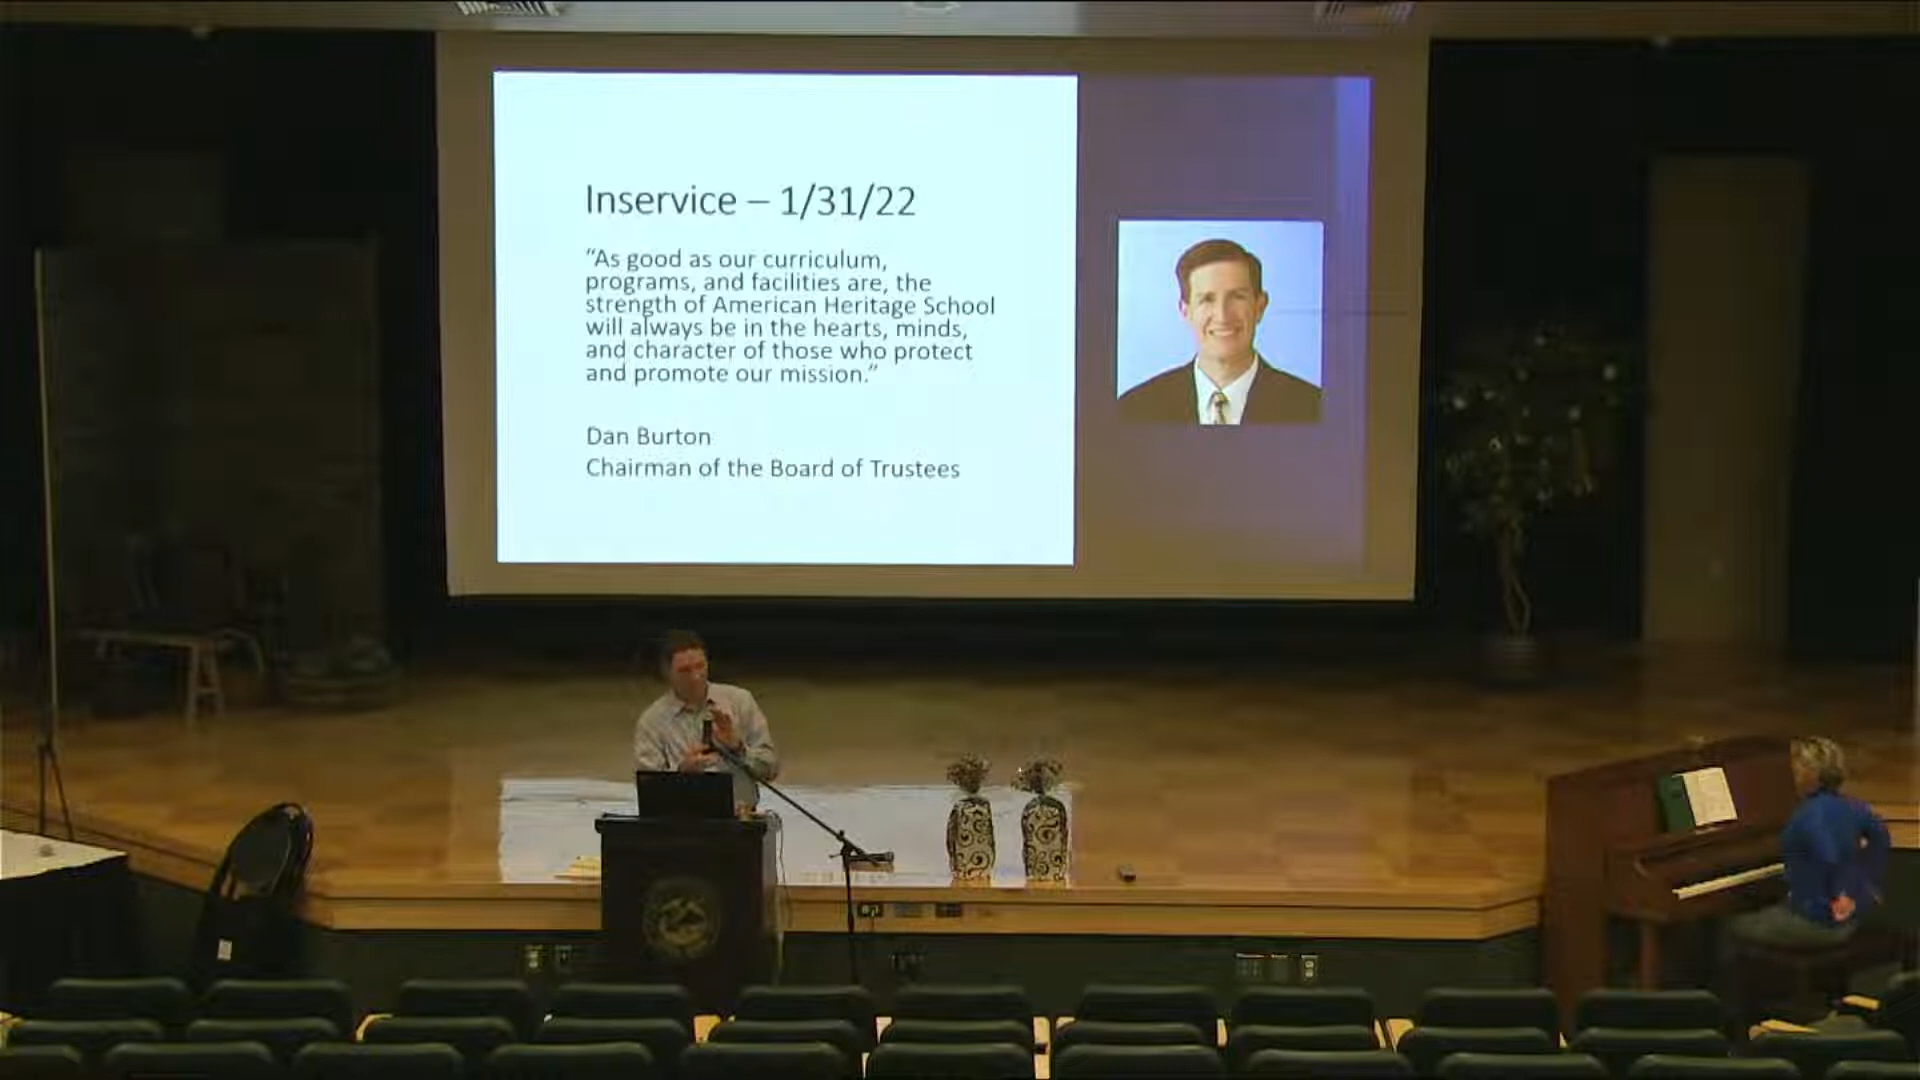 Inservice – 1/31/22
“As good as our curriculum,
programs, and facilities are, the
strength of American Heritage School
will always be in the hearts, minds,
and character of those who protect
and promote our mission.”
Dan Burton
Chairman of the Board of Trustees